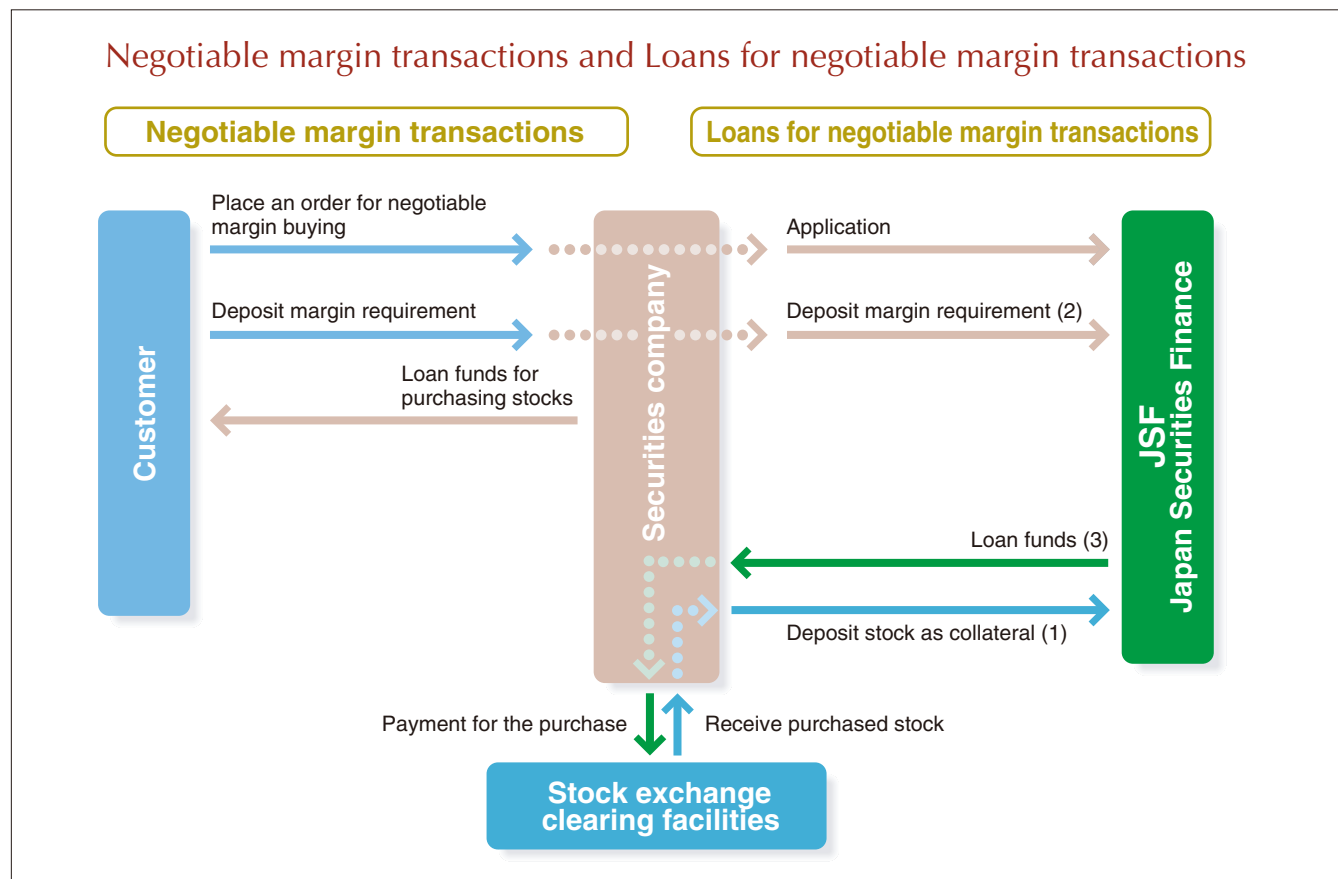 Negotiable margin transactions and Loans for negotiable margin transactions
Negotiable margin transactions
Loans for negotiable margin transactions
Place an order for negotiable
margin buying
Application
Deposit margin requirement
Deposit margin requirement (2)
Loan funds for
purchasing stocks
Customer
Securities company
JSF
Japan Securities Finance
Loan funds (3)
Deposit stock as collateral (1)
Payment for the purchase
Receive purchased stock
Stock exchange
clearing facilities